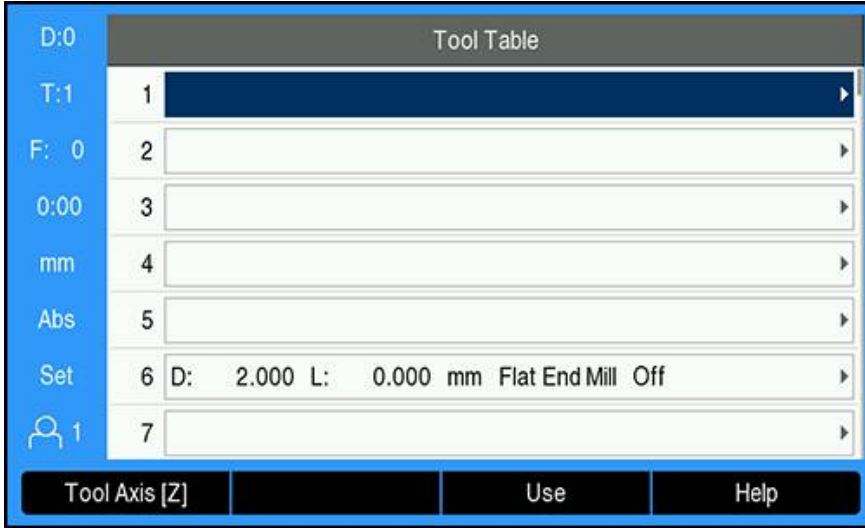 D:0
Tool Table
T:1
1
F: 0
2
0:00
3
mm
4
Abs
5
Set
6 D: 2.000 L: 0.000 mm Flat End Mill Off
1
7
Tool Axis [Z] Use Help